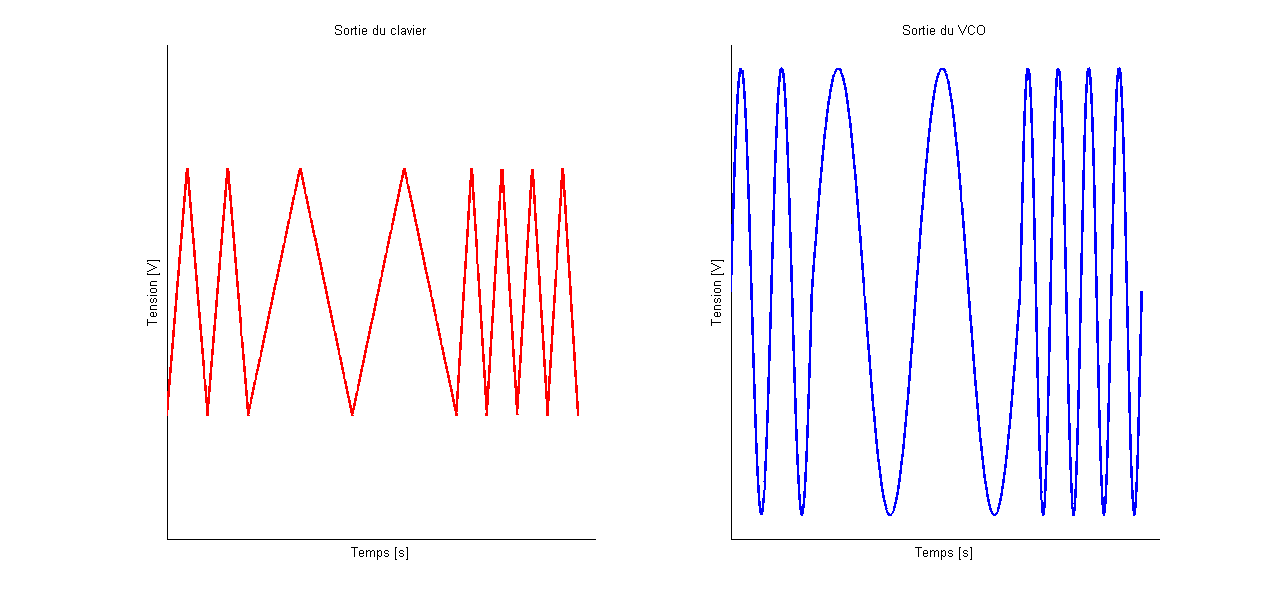 Sortie du clavier
Tension [V]
Temps [s]
Sortie du VCO
Tension [V]
Temps [s]